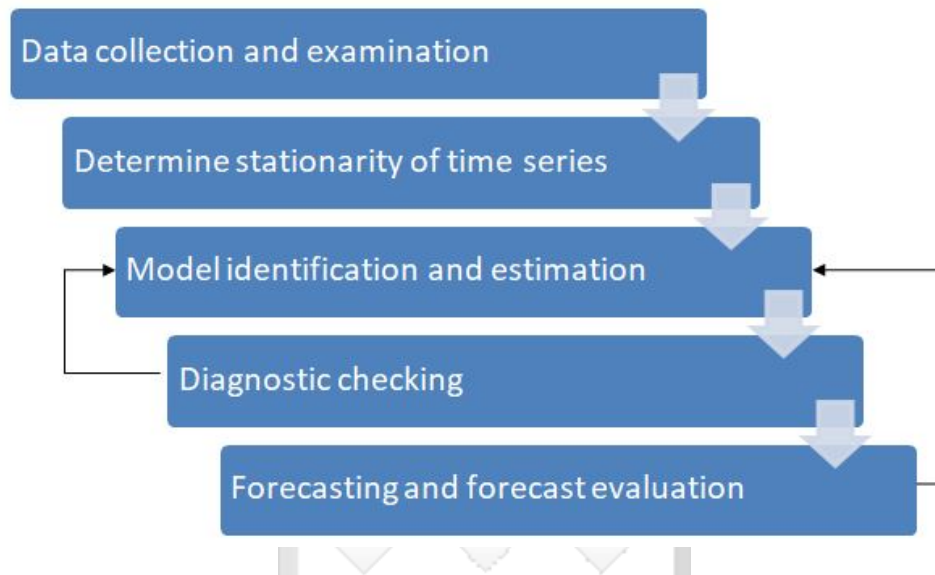 Data collection and examination
Determine stationarity of time series
Model identification and estimation
Diagnostic checking
Forecasting and forecast evaluation